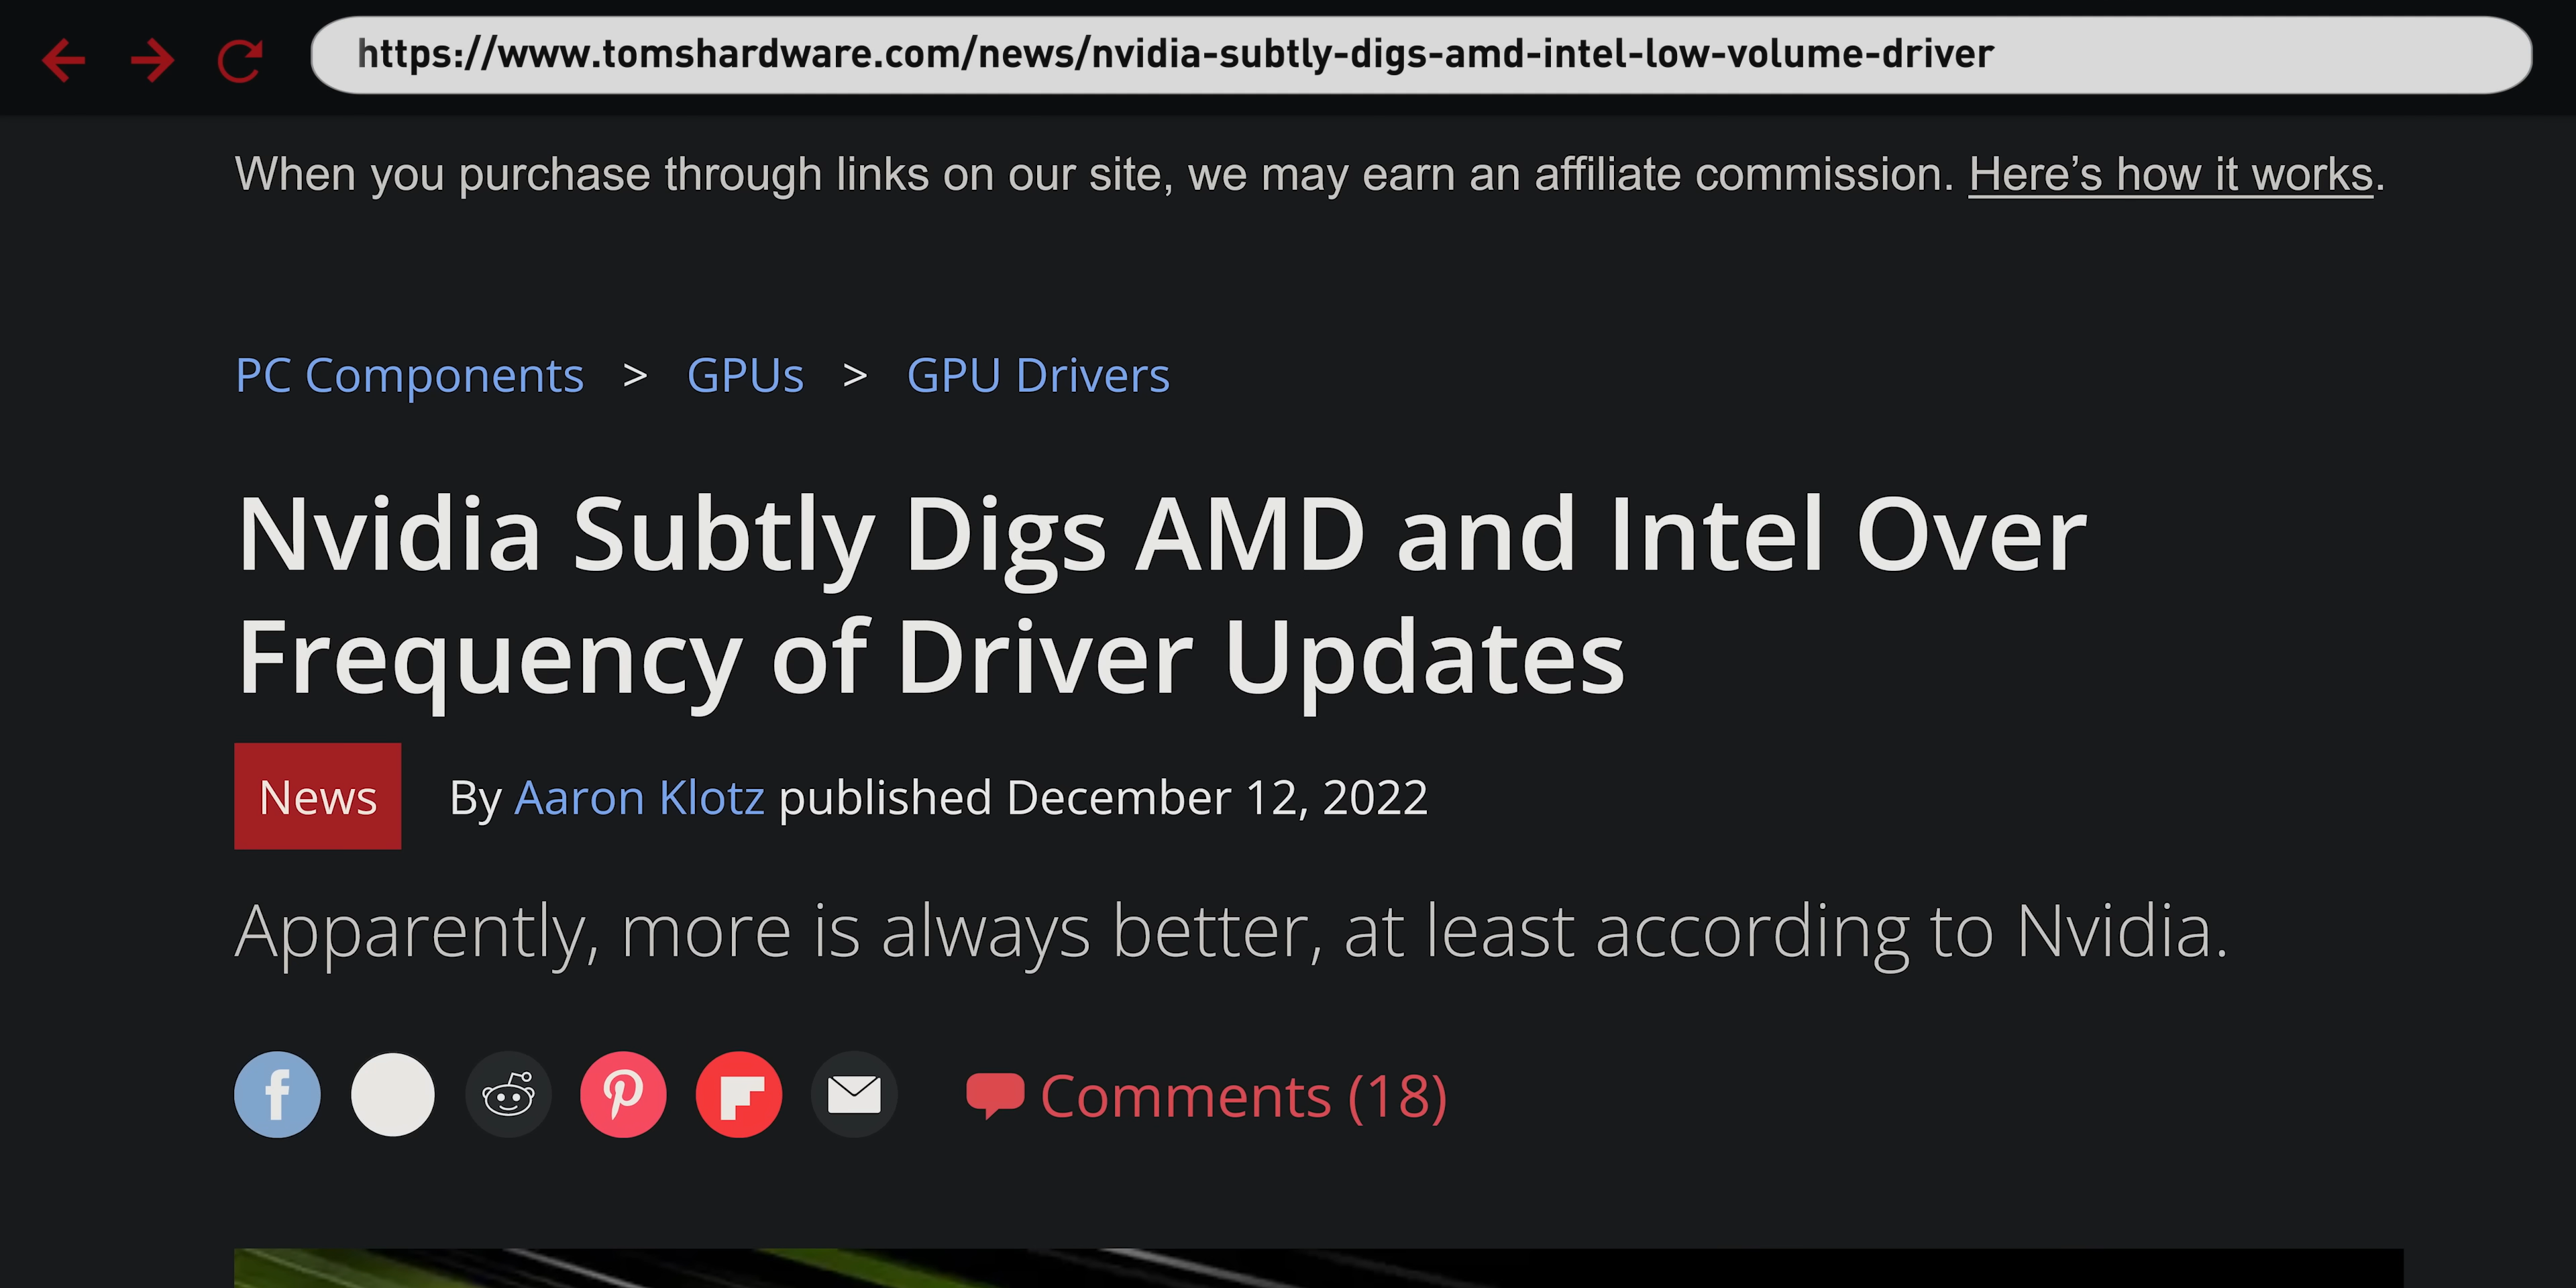 https://www.tomshardware.com/news/nvidia-subtly-digs-amd-intel-low-volume-driver
When you purchase through links on our site, we may earn an affiliate commission. Here’s how it works.
PC Components > GPUs > GPU Drivers
Nvidia Subtly Digs AMD and Intel Over
Frequency of Driver Updates
News By Aaron Klotz published December 12, 2022
Apparently, more is always better, at least according to Nvidia.
Comments (18)